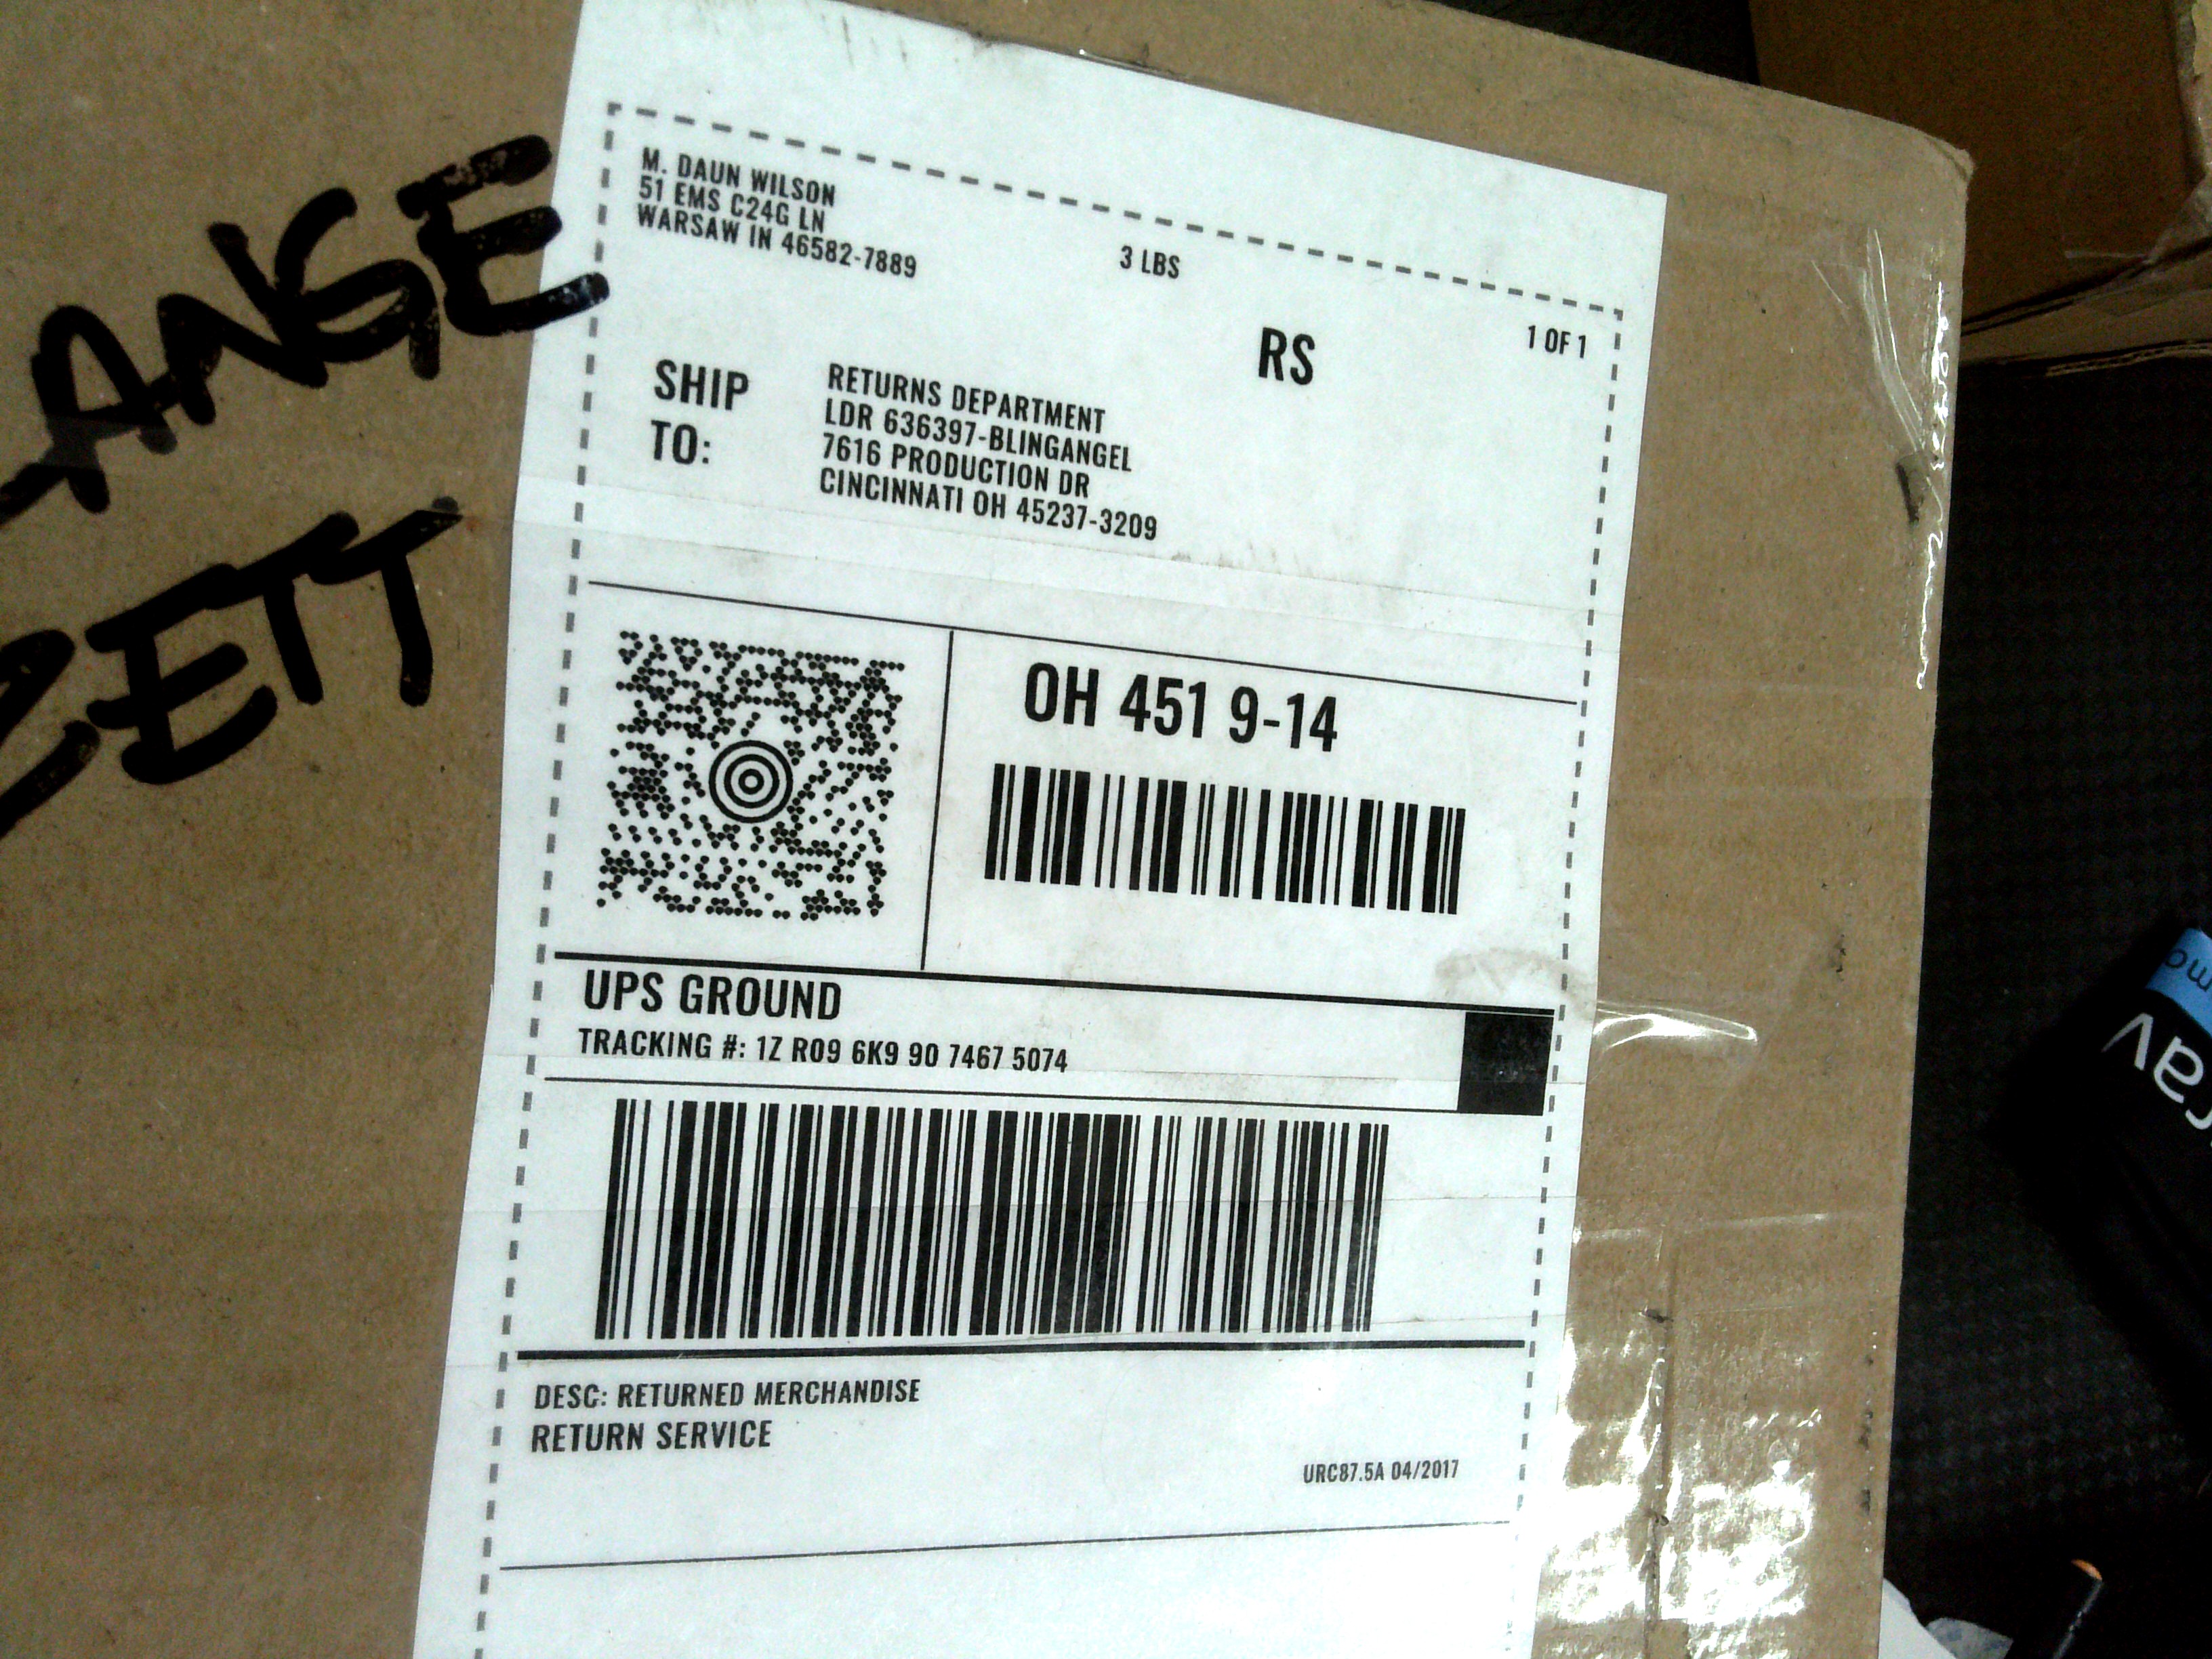 ANGE
ETT
M. DAUN WILSON
51 EMS C24G LN
WARSAW IN 46582-7889
3 LBS
RS
1 OF 1
SHIP
TO:
RETURNS DEPARTMENT
LDR 636397-BLINGANGEL
7616 PRODUCTION DR
CINCINNATI OH 45237-3209
OH 451 9-14
UPS GROUND
TRACKING #: 1Z R09 6K9 90 7467 5074
DESC: RETURNED MERCHANDISE
RETURN SERVICE
URC87.5A 04/2017